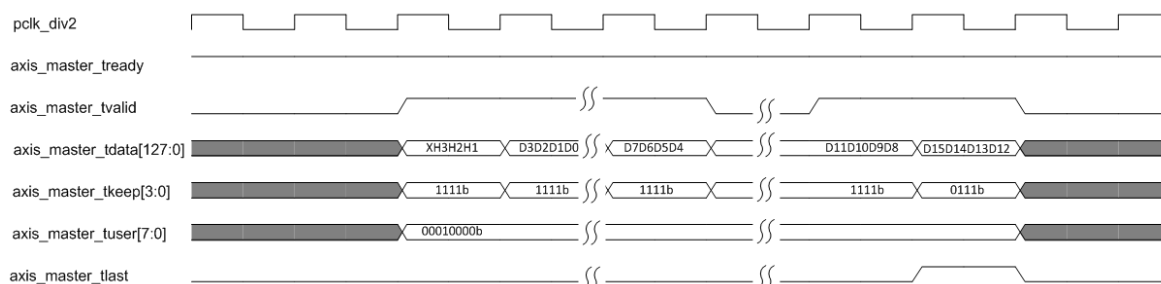 pclk_div2
axis_master_tready
axis_master_tvalid
axis_master_tdata[127:0] XH3H2H1 D3D2D1D0 D7D6D5D4 D11D10D9D8 D15D14D13D12
axis_master_tkeep[3:0] 1111b 1111b 1111b 1111b 0111b
axis_master_tuser[7:0] 00010000b
axis_master_tlast